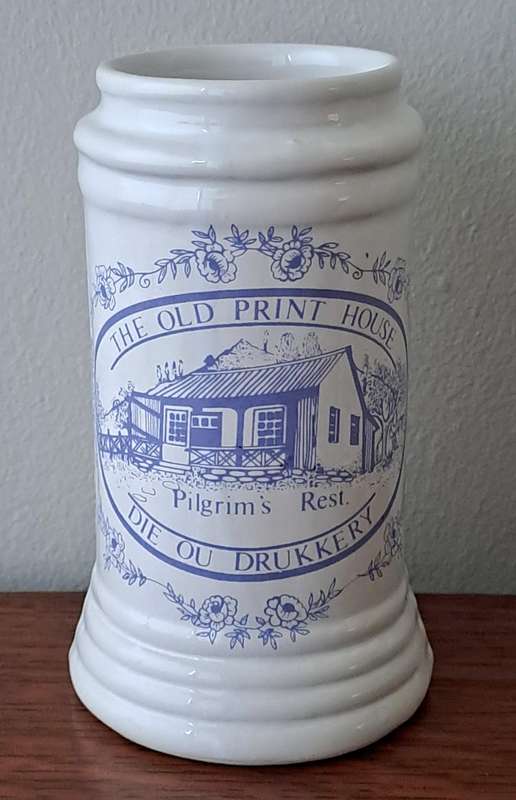 THE OLD PRINT HOUSE
Pilgrim's Rest.
DIE OU DRUKKERY